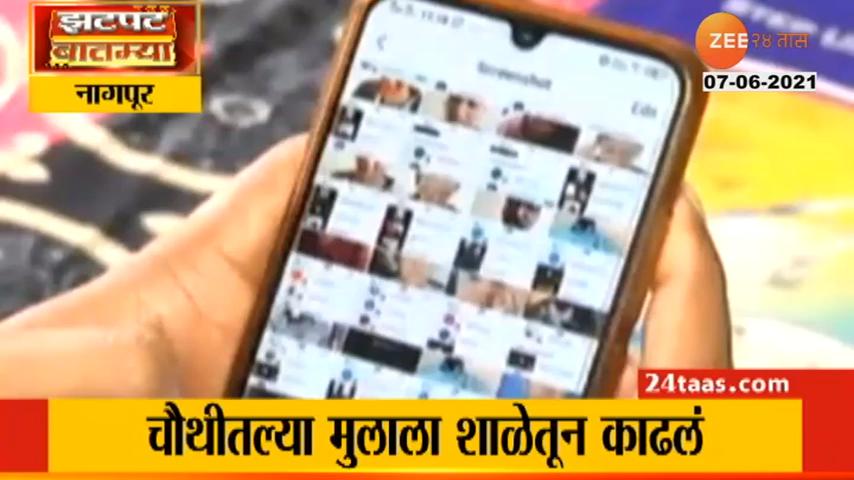 झटपट
बातम्या
नागपूर
ZEE २४ तास
07-06-2021
Screenshot
Edit
24taas.com
चौथीतल्या मुलाला शाळेतून काढलं